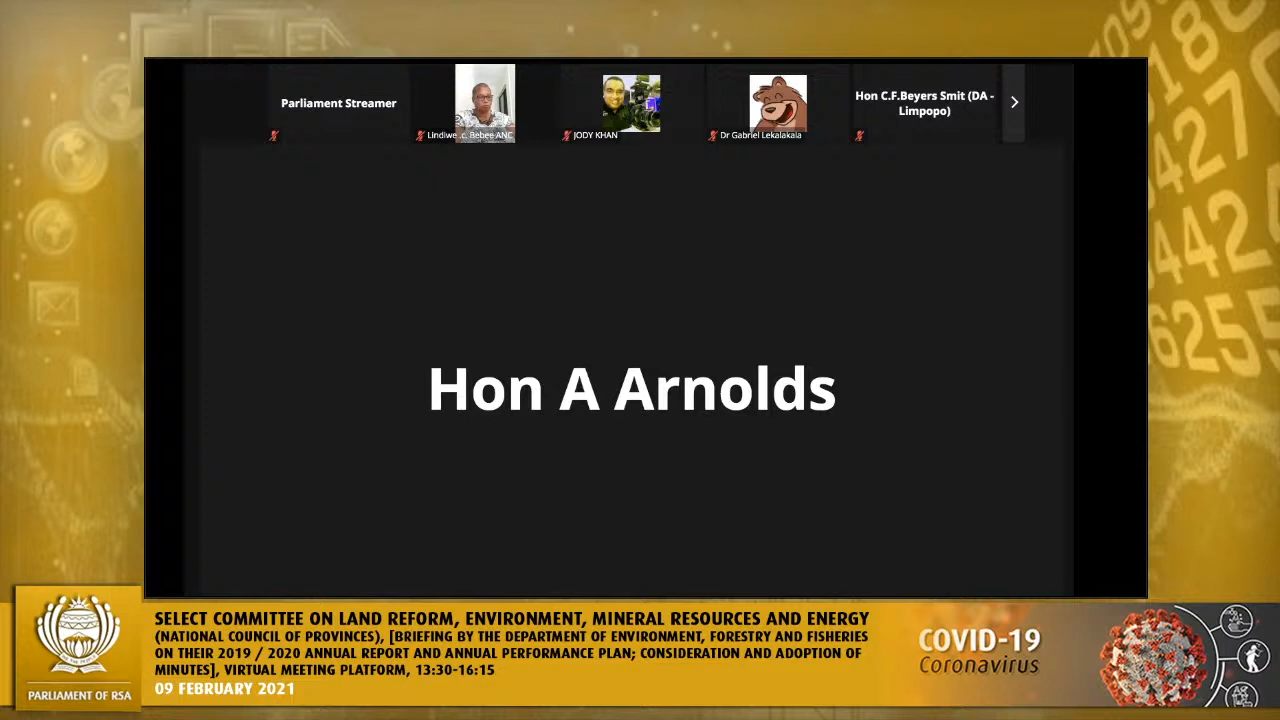 Parliament Streamer
Lindiwe .c. Bebee ANC
JODY KHAN
Dr Gabriel Lekalakala
Hon C.F.Beyers Smit (DA -
Limpopo)
Hon A Arnolds
SELECT COMMITTEE ON LAND REFORM, ENVIRONMENT, MINERAL RESOURCES AND ENERGY
(NATIONAL COUNCIL OF PROVINCES), [BRIEFING BY THE DEPARTMENT OF ENVIRONMENT, FORESTRY AND FISHERIES
ON THEIR 2019 / 2020 ANNUAL REPORT AND ANNUAL PERFORMANCE PLAN; CONSIDERATION AND ADOPTION OF
MINUTES], VIRTUAL MEETING PLATFORM, 13:30-16:15
09 FEBRUARY 2021
PARLIAMENT OF RSA
COVID-19
Coronavirus
6255